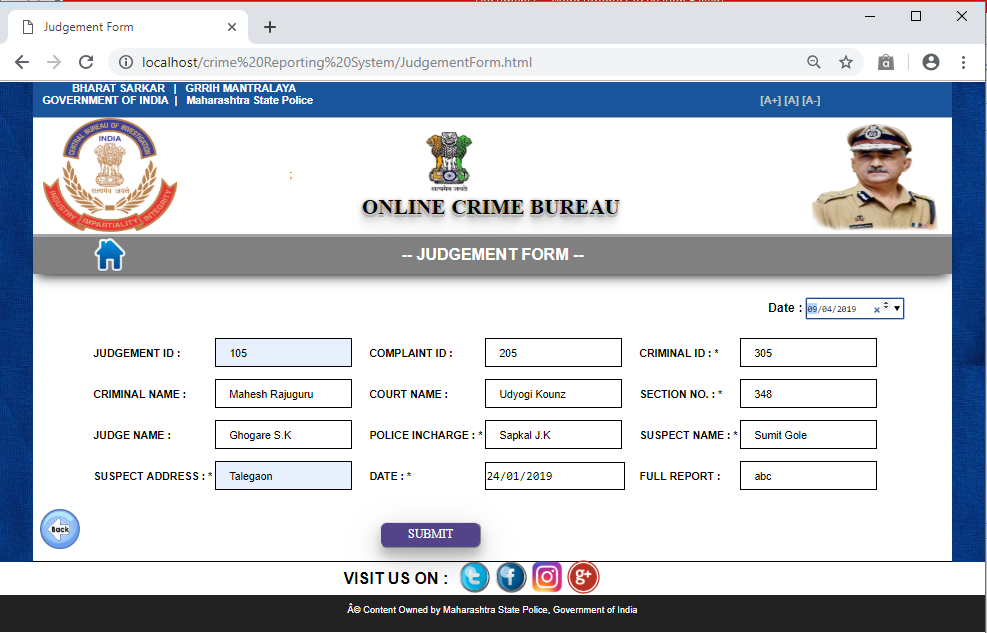 Judgement Form
localhost/crime%20Reporting%20System/JudgementForm.html
BHARAT SARKAR | GRRIH MANTRALAYA
GOVERNMENT OF INDIA | Maharashtra State Police
[A+] [A] [A-]
CENTRAL BUREAU OF INVESTIGATION
INDIA
सत्यमेव जयते
INDUSTRY IMPARTIALITY INTEGRITY
;
सत्यमेव जयते
ONLINE CRIME BUREAU
-- JUDGEMENT FORM --
Date : 09/04/2019
JUDGEMENT ID : 105 COMPLAINT ID : 205 CRIMINAL ID : * 305
CRIMINAL NAME : Mahesh Rajuguru COURT NAME : Udyogi Kounz SECTION NO. : * 348
JUDGE NAME : Ghogare S.K POLICE INCHARGE : * Sapkal J.K SUSPECT NAME : * Sumit Gole
SUSPECT ADDRESS : * Talegaon DATE : * 24/01/2019 FULL REPORT : abc
Back
SUBMIT
VISIT US ON :
Â© Content Owned by Maharashtra State Police, Government of India